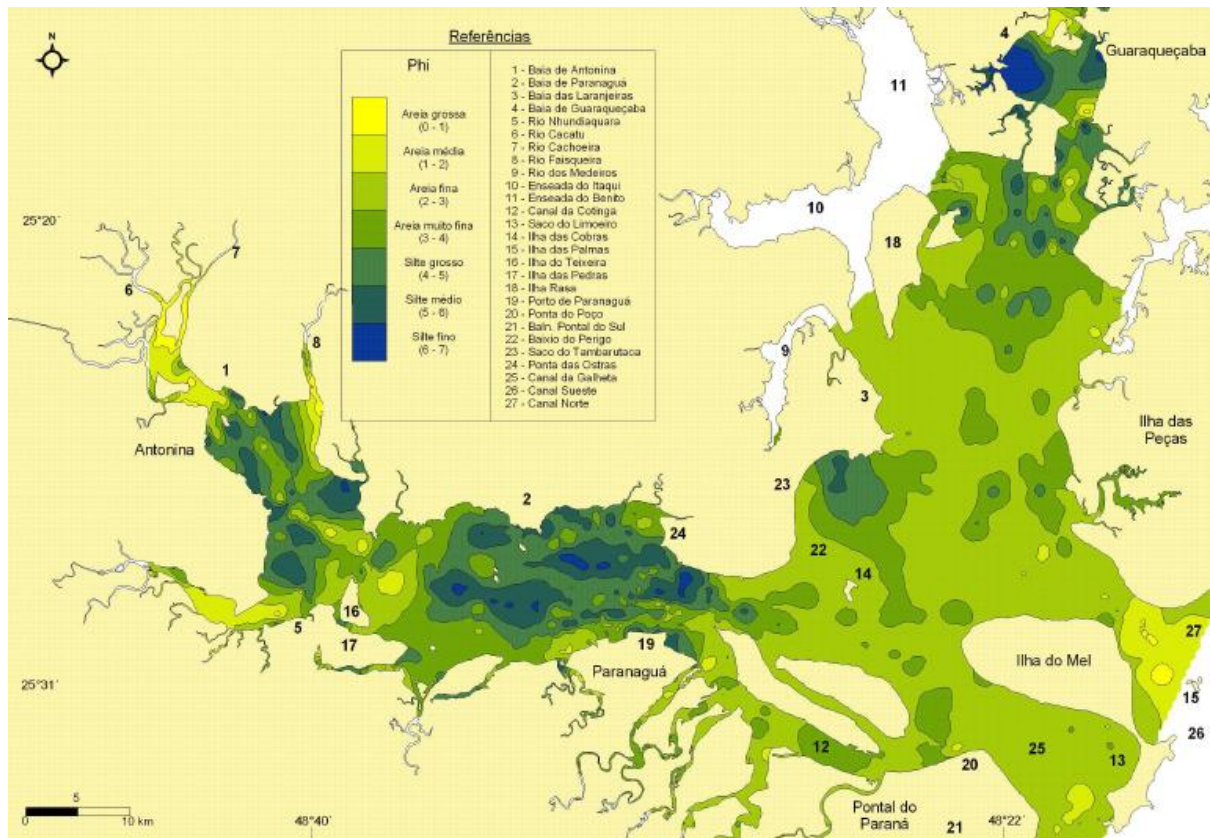 Referências
N
Phi
Areia grossa
(0 - 1)
Areia média
(1 - 2)
Areia fina
(2 - 3)
Areia muito fina
(3 - 4)
Silte grosso
(4 - 5)
Silte médio
(5 - 6)
Silte fino
(6 - 7)
1 - Baia de Antonina
2 - Baia de Paranaguá
3 - Baia das Laranjeiras
4 - Baia de Guaraqueçaba
5 - Rio Nhundiaquara
6 - Rio Cacatu
7 - Rio Cachoeira
8 - Rio Faisqueira
9 - Rio dos Medeiros
10 - Enseada do Itaqui
11 - Enseada do Benito
12 - Canal da Cotinga
13 - Saco do Limoeiro
14 - Ilha das Cobras
15 - Ilha das Palmas
16 - Ilha do Teixeira
17 - Ilha das Pedras
18 - Ilha Rasa
19 - Porto de Paranaguá
20 - Ponta do Poço
21 - Baln. Pontal do Sul
22 - Baixio do Perigo
23 - Saco do Tambarutaca
24 - Ponta das Ostras
25 - Canal da Galheta
26 - Canal Sueste
27 - Canal Norte
4
Guaraqueçaba
11
25°20´
10
18
7
6
8
9
1
3
Antonina
Ilha das
Peças
23
2
24
22
14
16
5
27
17
19
Paranaguá
Ilha do Mel
25°31´
15
26
12
25
13
20
5
0
10 km
48°40´
Pontal do
Paraná
21
48°22´